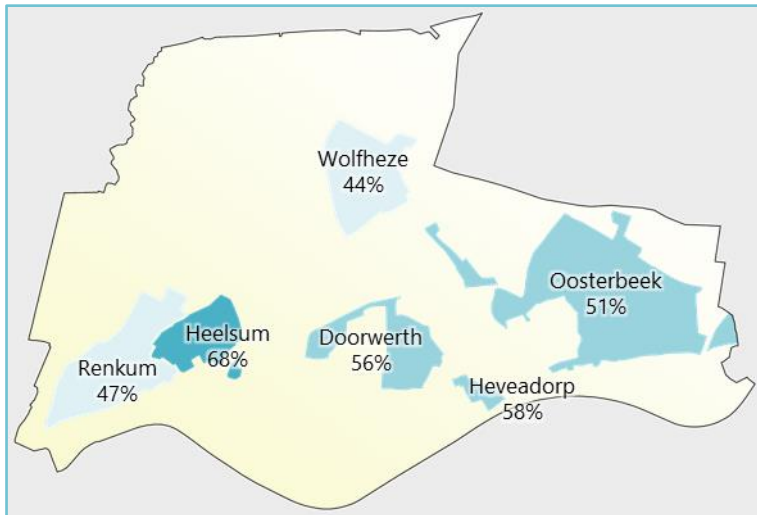 Wolfheze
44%
Oosterbeek
51%
Heelsum
68%
Doorwerth
56%
Renkum
47%
Heveadorp
58%